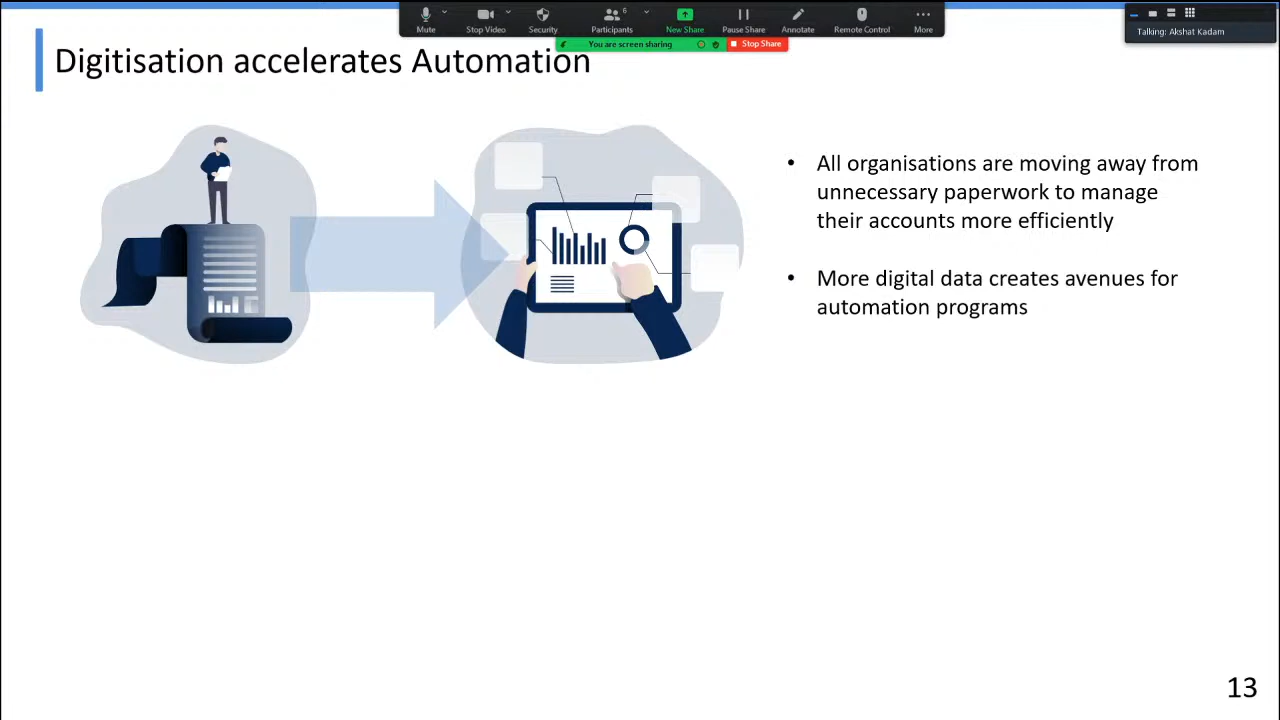 6
Mute
Stop Video
Security
Participants
New Share
Pause Share
Annotate
Remote Control
More
You are screen sharing
Stop Share
Talking: Akshat Kadam
Digitisation accelerates Automation
• All organisations are moving away from
unnecessary paperwork to manage
their accounts more efficiently
• More digital data creates avenues for
automation programs
13